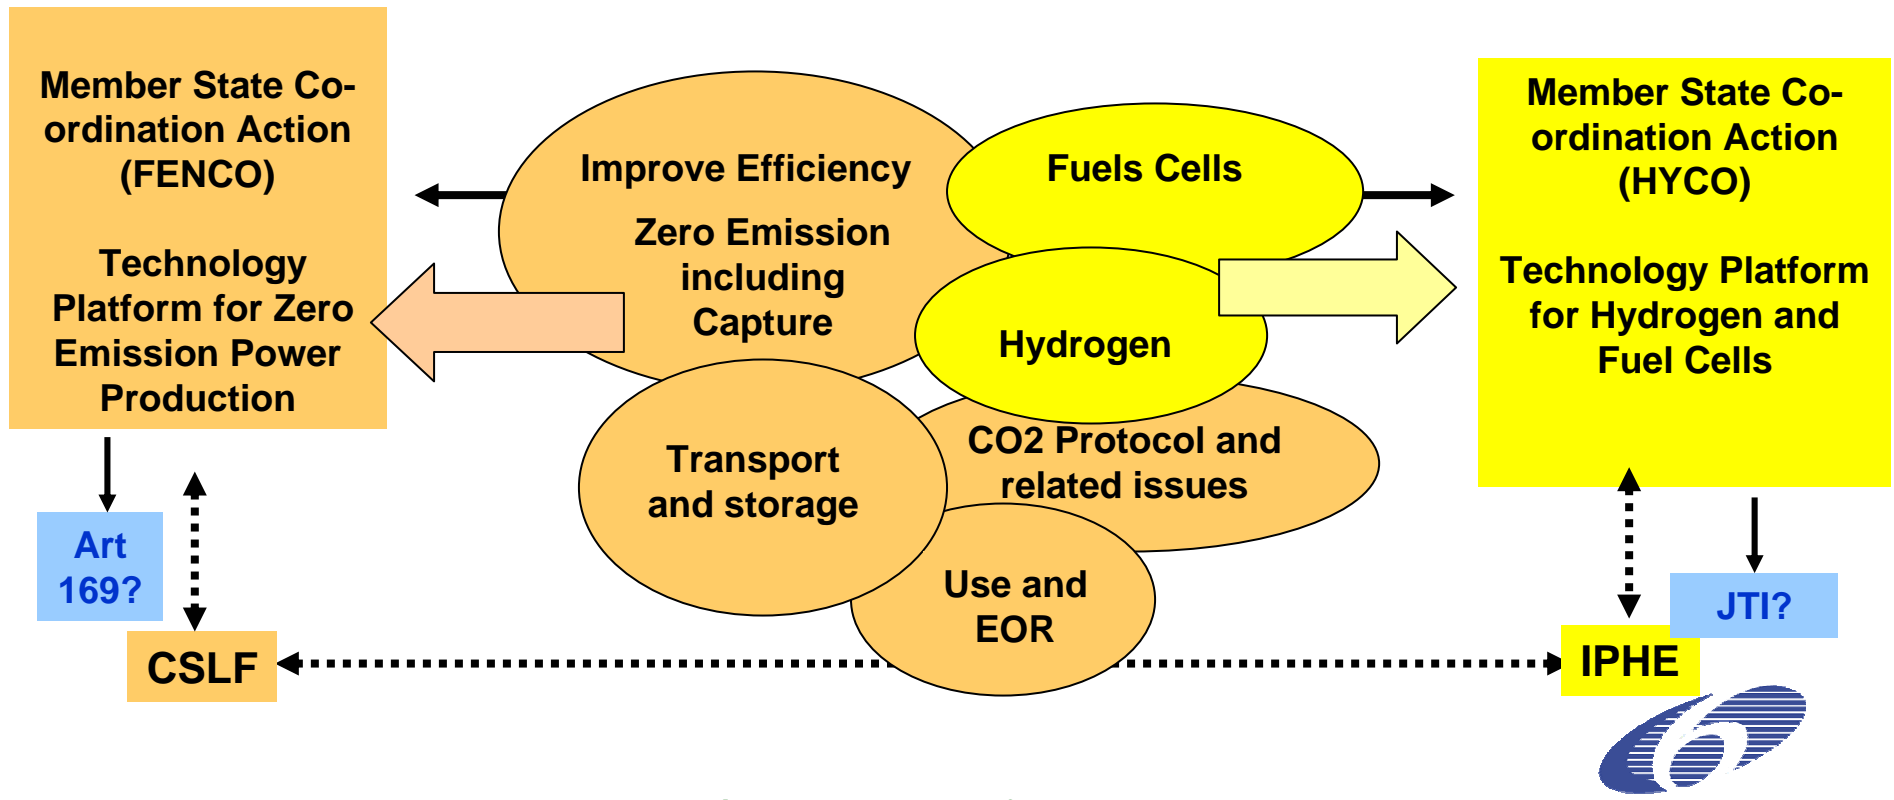 Member State Co-
ordination Action
(FENCO)
Technology
Platform for Zero
Emission Power
Production
Art
169?
CSLF
Improve Efficiency
Zero Emission
including
Capture
Fuels Cells
Hydrogen
Transport
and storage
CO2 Protocol and
related issues
Use and
EOR
Member State Co-
ordination Action
(HYCO)
Technology Platform
for Hydrogen and
Fuel Cells
JTI?
IPHE
6